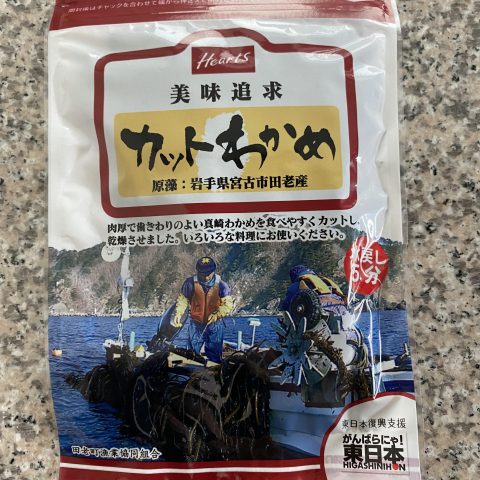 Hearts
美味追求
カットわかめ
原藻：岩手県宮古市田老産
肉厚で歯きわりのよい真崎わかめを食べやすくカットし、
乾燥させました。いろいろな料理にお使いください。
戻し
5分
東日本復興支援
がんばらにゃ！
東日本
HIGASHINIHON
田老町漁業協同組合